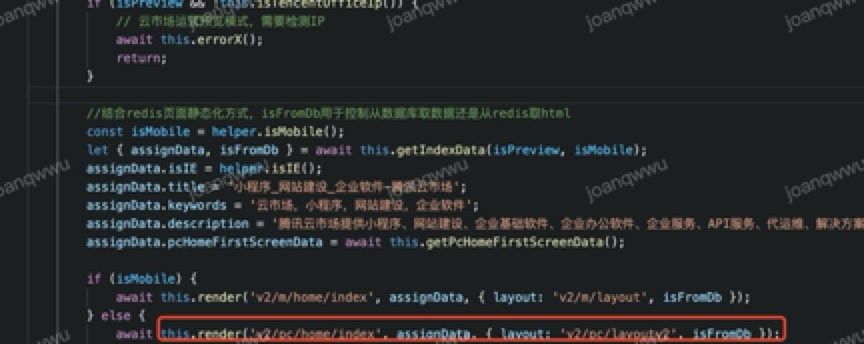 if (isPreview && !this.isTencentOfficeIp()) {
// 云市场运营预览模式，需要检测IP
await this.errorX();
return;
}
//结合redis页面静态化方式，isFromDb用于控制从数据库取数据还是从redis取html
const isMobile = helper.isMobile();
let { assignData, isFromDb } = await this.getIndexData(isPreview, isMobile);
assignData.isIE = helper.isIE();
assignData.title = '小程序_网站建设_企业软件-腾讯云市场';
assignData.keywords = '云市场, 小程序, 网站建设, 企业软件';
assignData.description = '腾讯云市场提供小程序、网站建设、企业基础软件、企业办公软件、企业服务、API服务、代运维、解决方案
assignData.pcHomeFirstScreenData = await this.getPcHomeFirstScreenData();
if (isMobile) {
await this.render('v2/m/home/index', assignData, { layout: 'v2/m/layout', isFromDb });
} else {
await this.render('v2/pc/home/index', assignData, { layout: 'v2/pc/layoutv2', isFromDb });
joanqwwu
joanqwwu
joanqwwu
joanqwwu
joanqwwu
joanqwwu
joanqwwu
joanqwwu
joanqwwu
joanqwwu